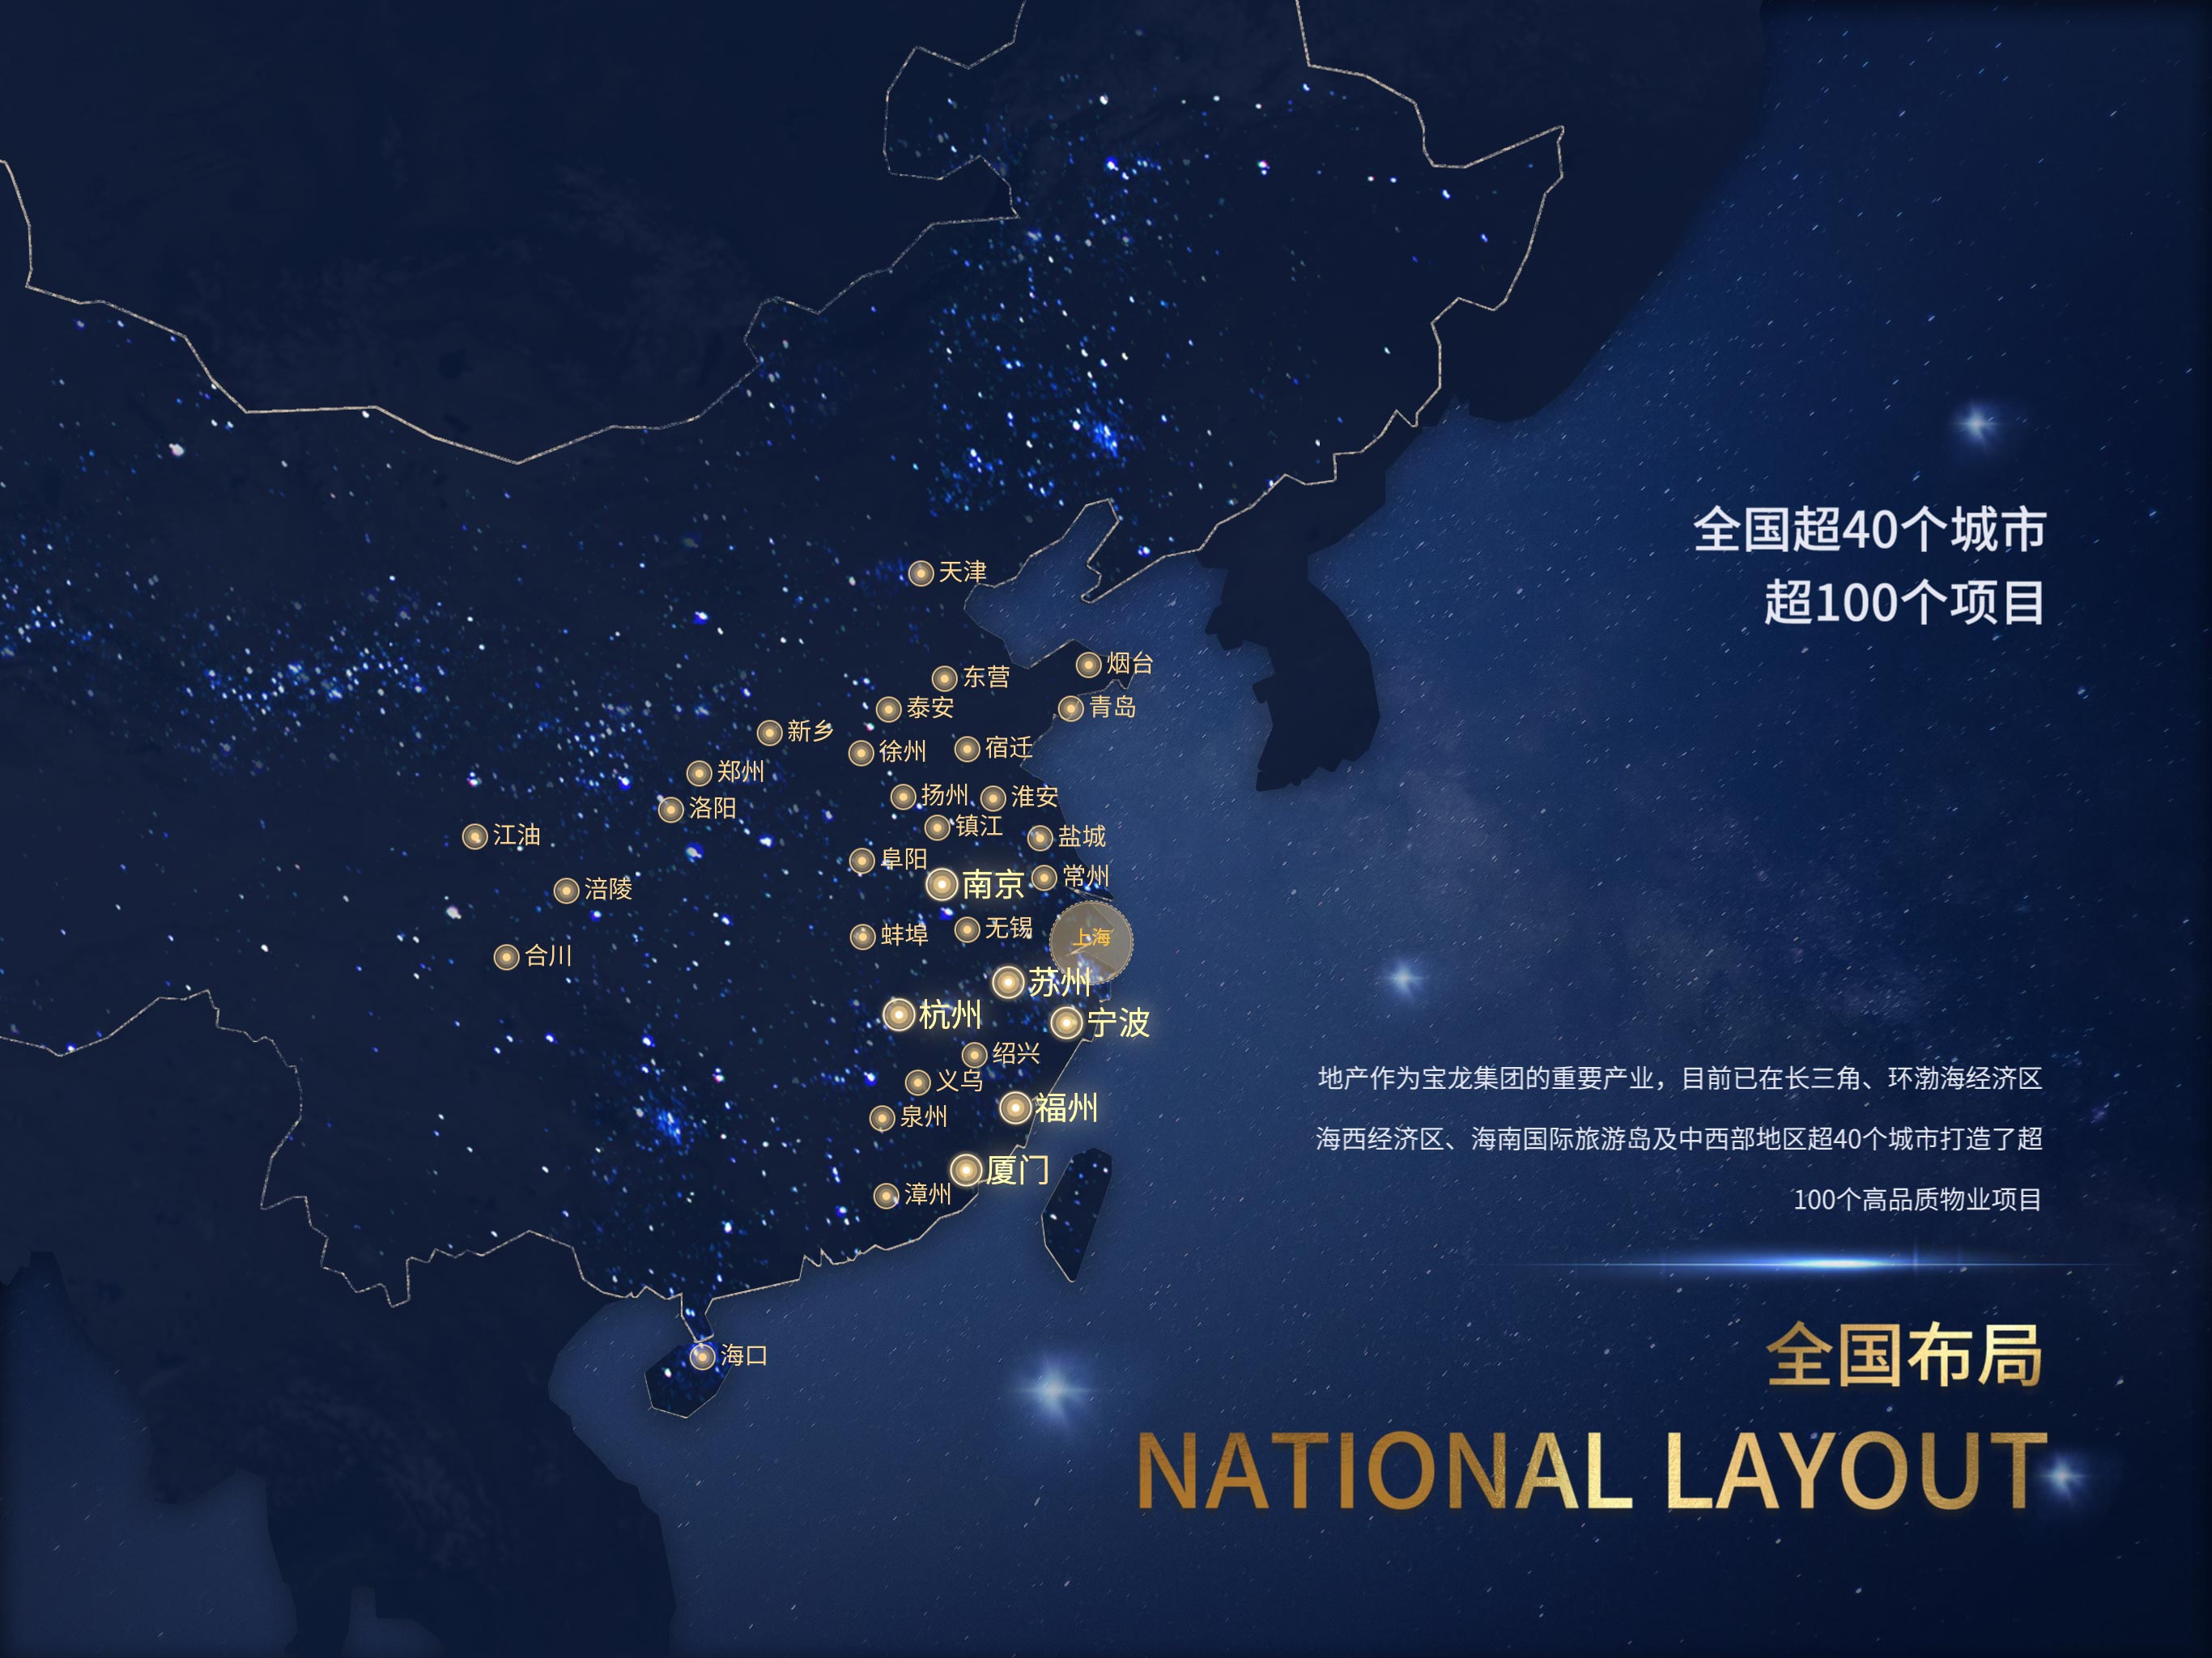 天津
烟台
东营
泰安
青岛
新乡
徐州
宿迁
郑州
扬州
淮安
洛阳
镇江
江油
盐城
阜阳
南京
常州
涪陵
蚌埠
无锡
上海
合川
苏州
杭州
宁波
绍兴
义乌
福州
泉州
厦门
漳州
海口
全国超40个城市
超100个项目
地产作为宝龙集团的重要产业，目前已在长三角、环渤海经济区
海西经济区、海南国际旅游岛及中西部地区超40个城市打造了超
100个高品质物业项目
全国布局
NATIONAL LAYOUT